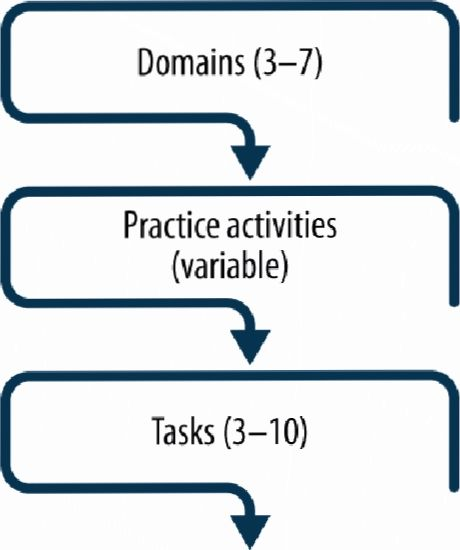 Domains (3–7)
Practice activities
(variable)
Tasks (3–10)